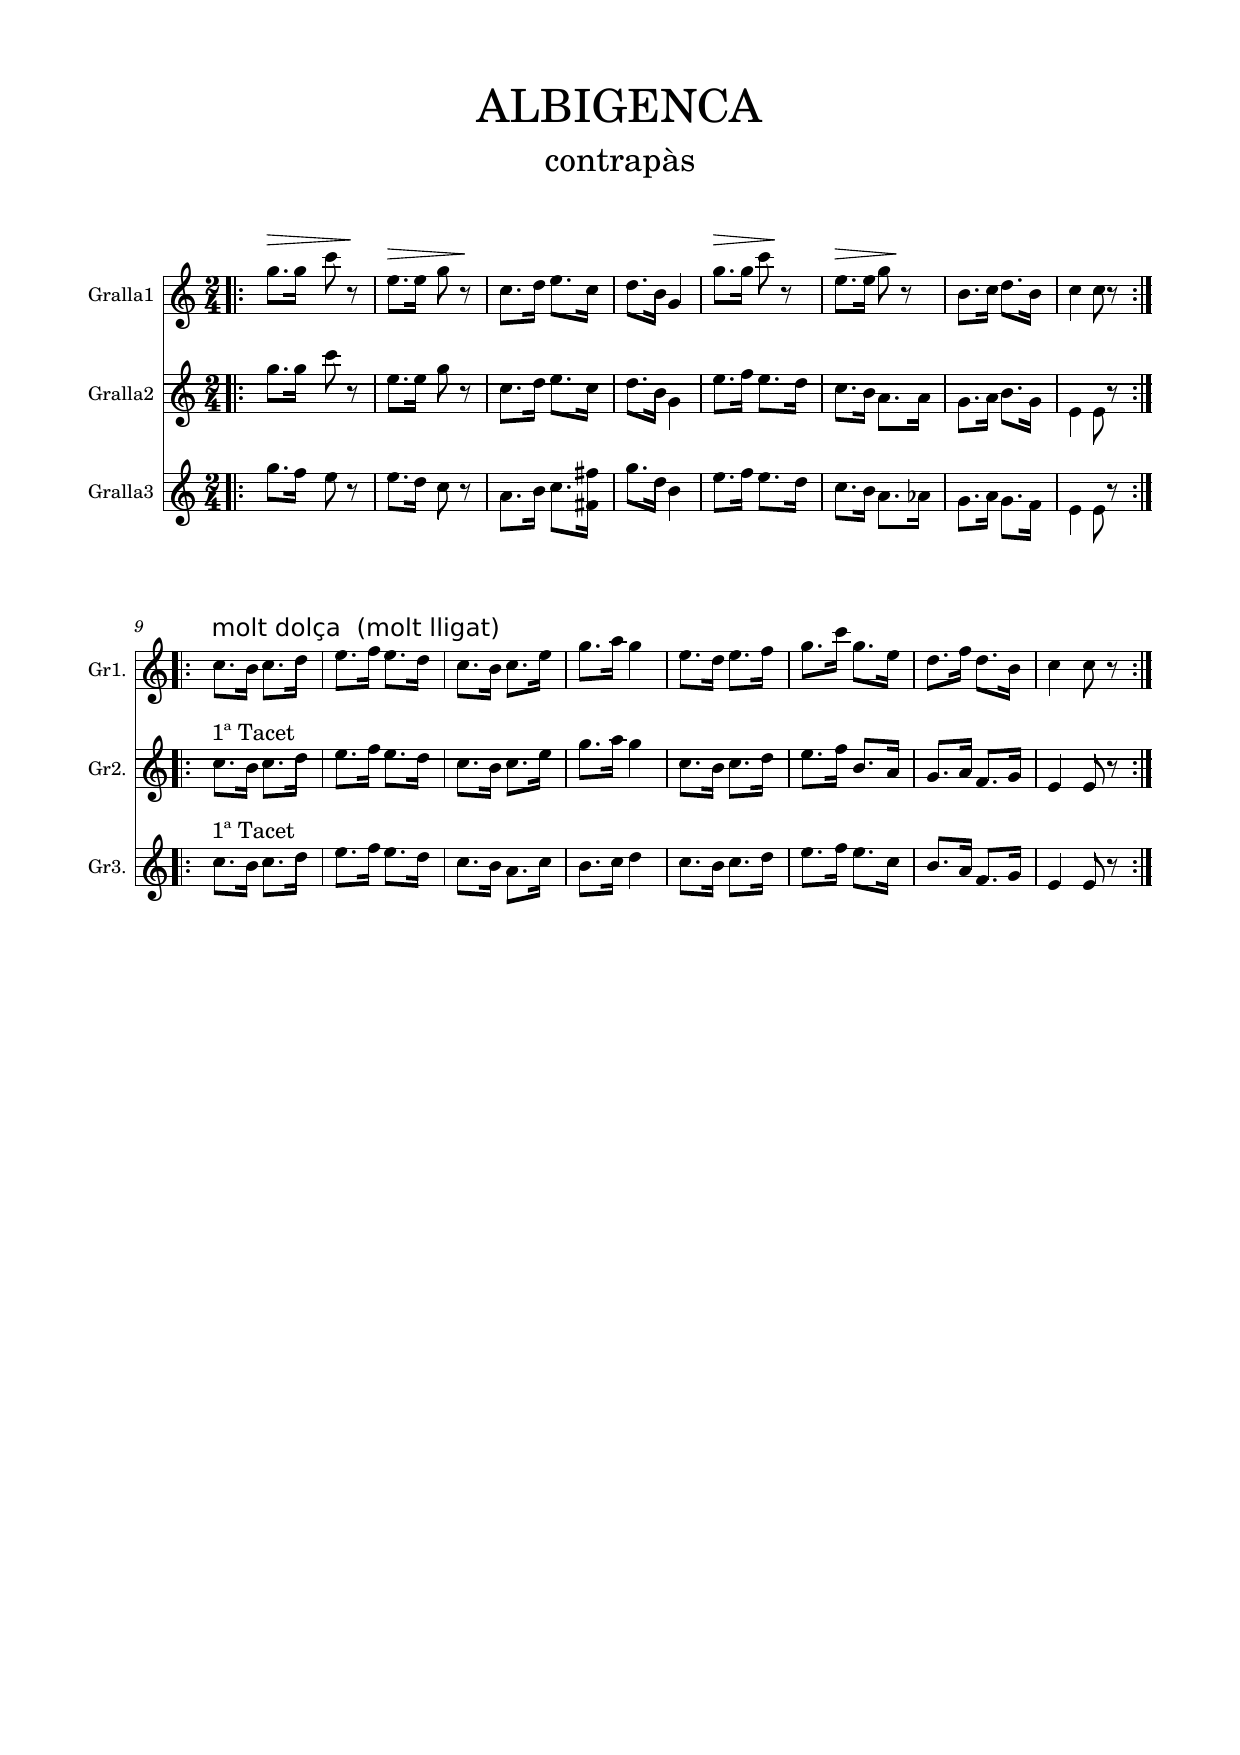 ALBIGENCA
contrapàs
Gralla1
Gralla2
Gralla3
9
molt dolça  (molt lligat)
Gr1.
1ª Tacet
Gr2.
1ª Tacet
Gr3.